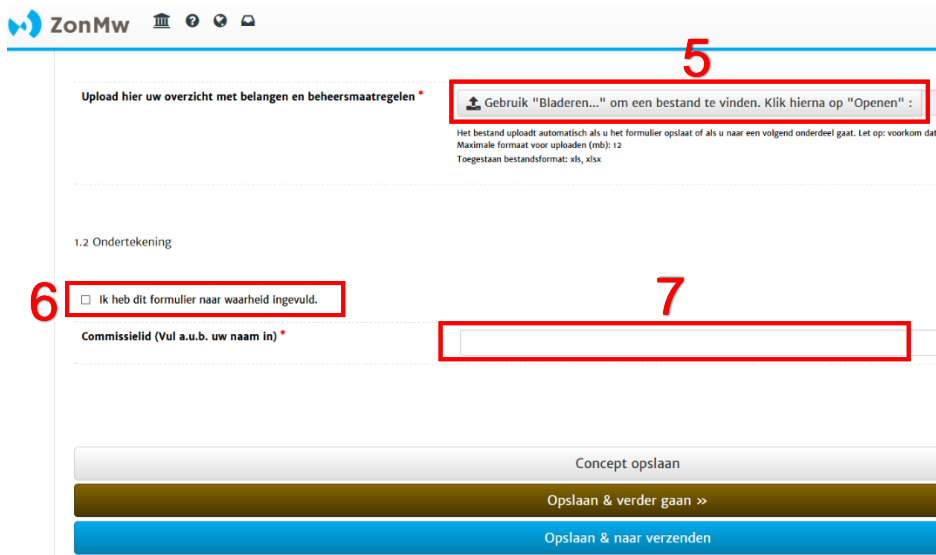 ZonMw
5
Upload hier uw overzicht met belangen en beheersmaatregelen *
Gebruik "Bladeren..." om een bestand te vinden. Klik hierna op "Openen" :
Het bestand uploadt automatisch als u het formulier opslaat of als u naar een volgend onderdeel gaat. Let op: voorkom dat
Maximale formaat voor uploaden (mb): 12
Toegestaan bestandsformat: xls, xlsx
1.2 Ondertekening
6
Ik heb dit formulier naar waarheid ingevuld.
7
Commissielid (Vul a.u.b. uw naam in) *
Concept opslaan
Opslaan & verder gaan »
Opslaan & naar verzenden